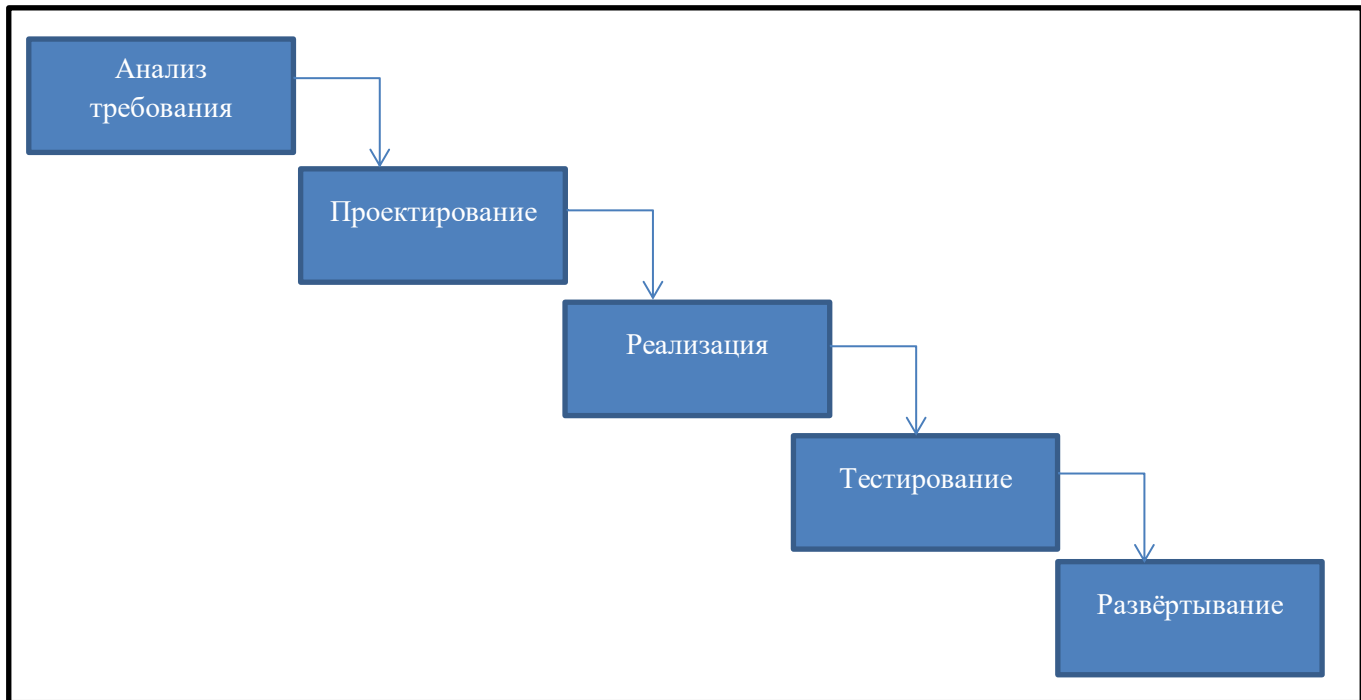 Анализ
требования
Проектирование
Реализация
Тестирование
Развёртывание